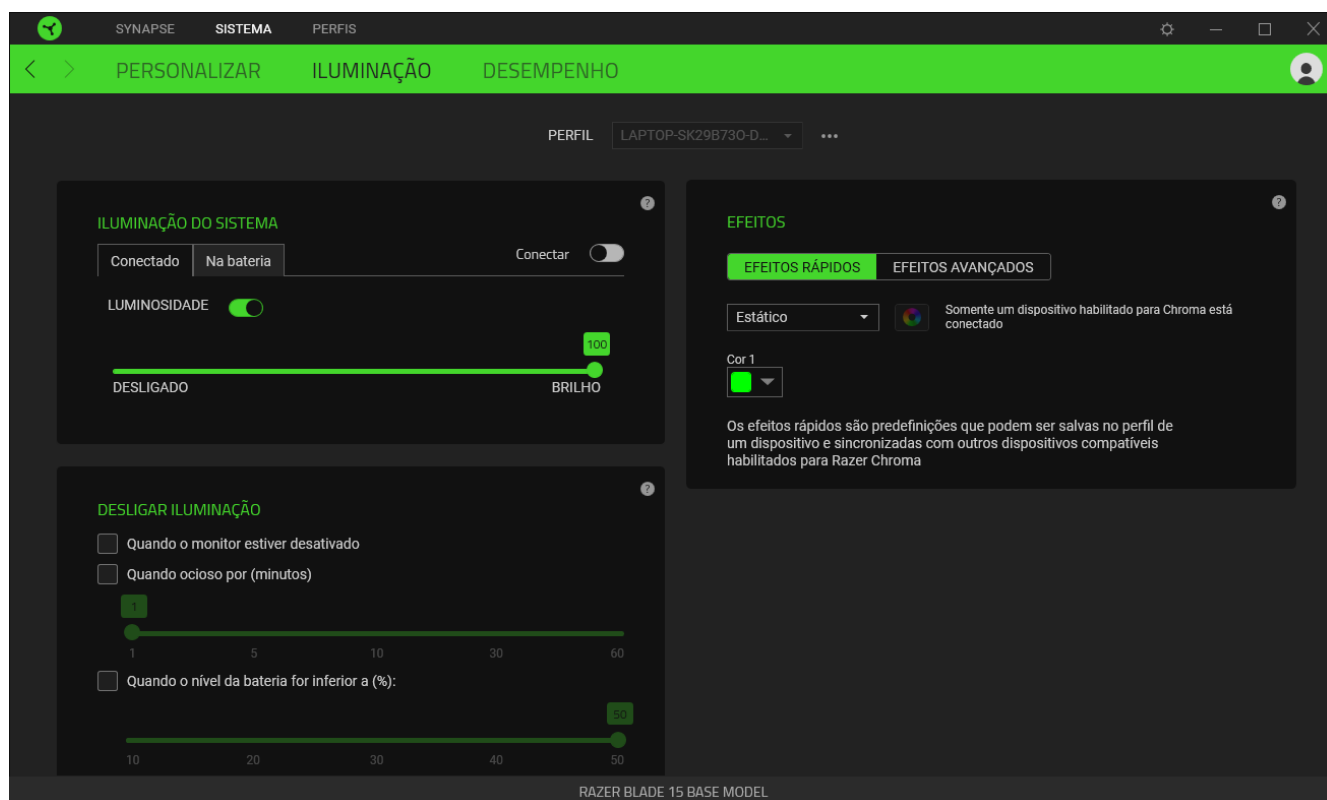 SYNAPSE SISTEMA PERFIS
PERSONALIZAR ILUMINAÇÃO DESEMPENHO
PERFIL LAPTOP-SK29B73O-D... •••
ILUMINAÇÃO DO SISTEMA
Conectado Na bateria Conectar
LUMINOSIDADE
100
DESLIGADO BRILHO
DESLIGAR ILUMINAÇÃO
Quando o monitor estiver desativado
Quando ocioso por (minutos)
1
1 5 10 30 60
Quando o nível da bateria for inferior a (%):
50
10 20 30 40 50
EFEITOS
EFEITOS RÁPIDOS EFEITOS AVANÇADOS
Estático
Somente um dispositivo habilitado para Chroma está
conectado
Cor 1
Os efeitos rápidos são predefinições que podem ser salvas no perfil de
um dispositivo e sincronizadas com outros dispositivos compatíveis
habilitados para Razer Chroma
RAZER BLADE 15 BASE MODEL